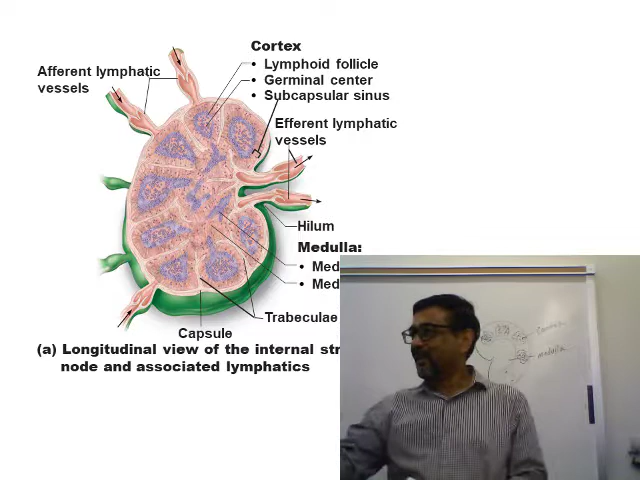 Cortex
• Lymphoid follicle
• Germinal center
• Subcapsular sinus
Afferent lymphatic
vessels
Efferent lymphatic
vessels
Hilum
Medulla:
• Med
• Med
Trabeculae
Capsule
(a) Longitudinal view of the internal str
node and associated lymphatics
medulla